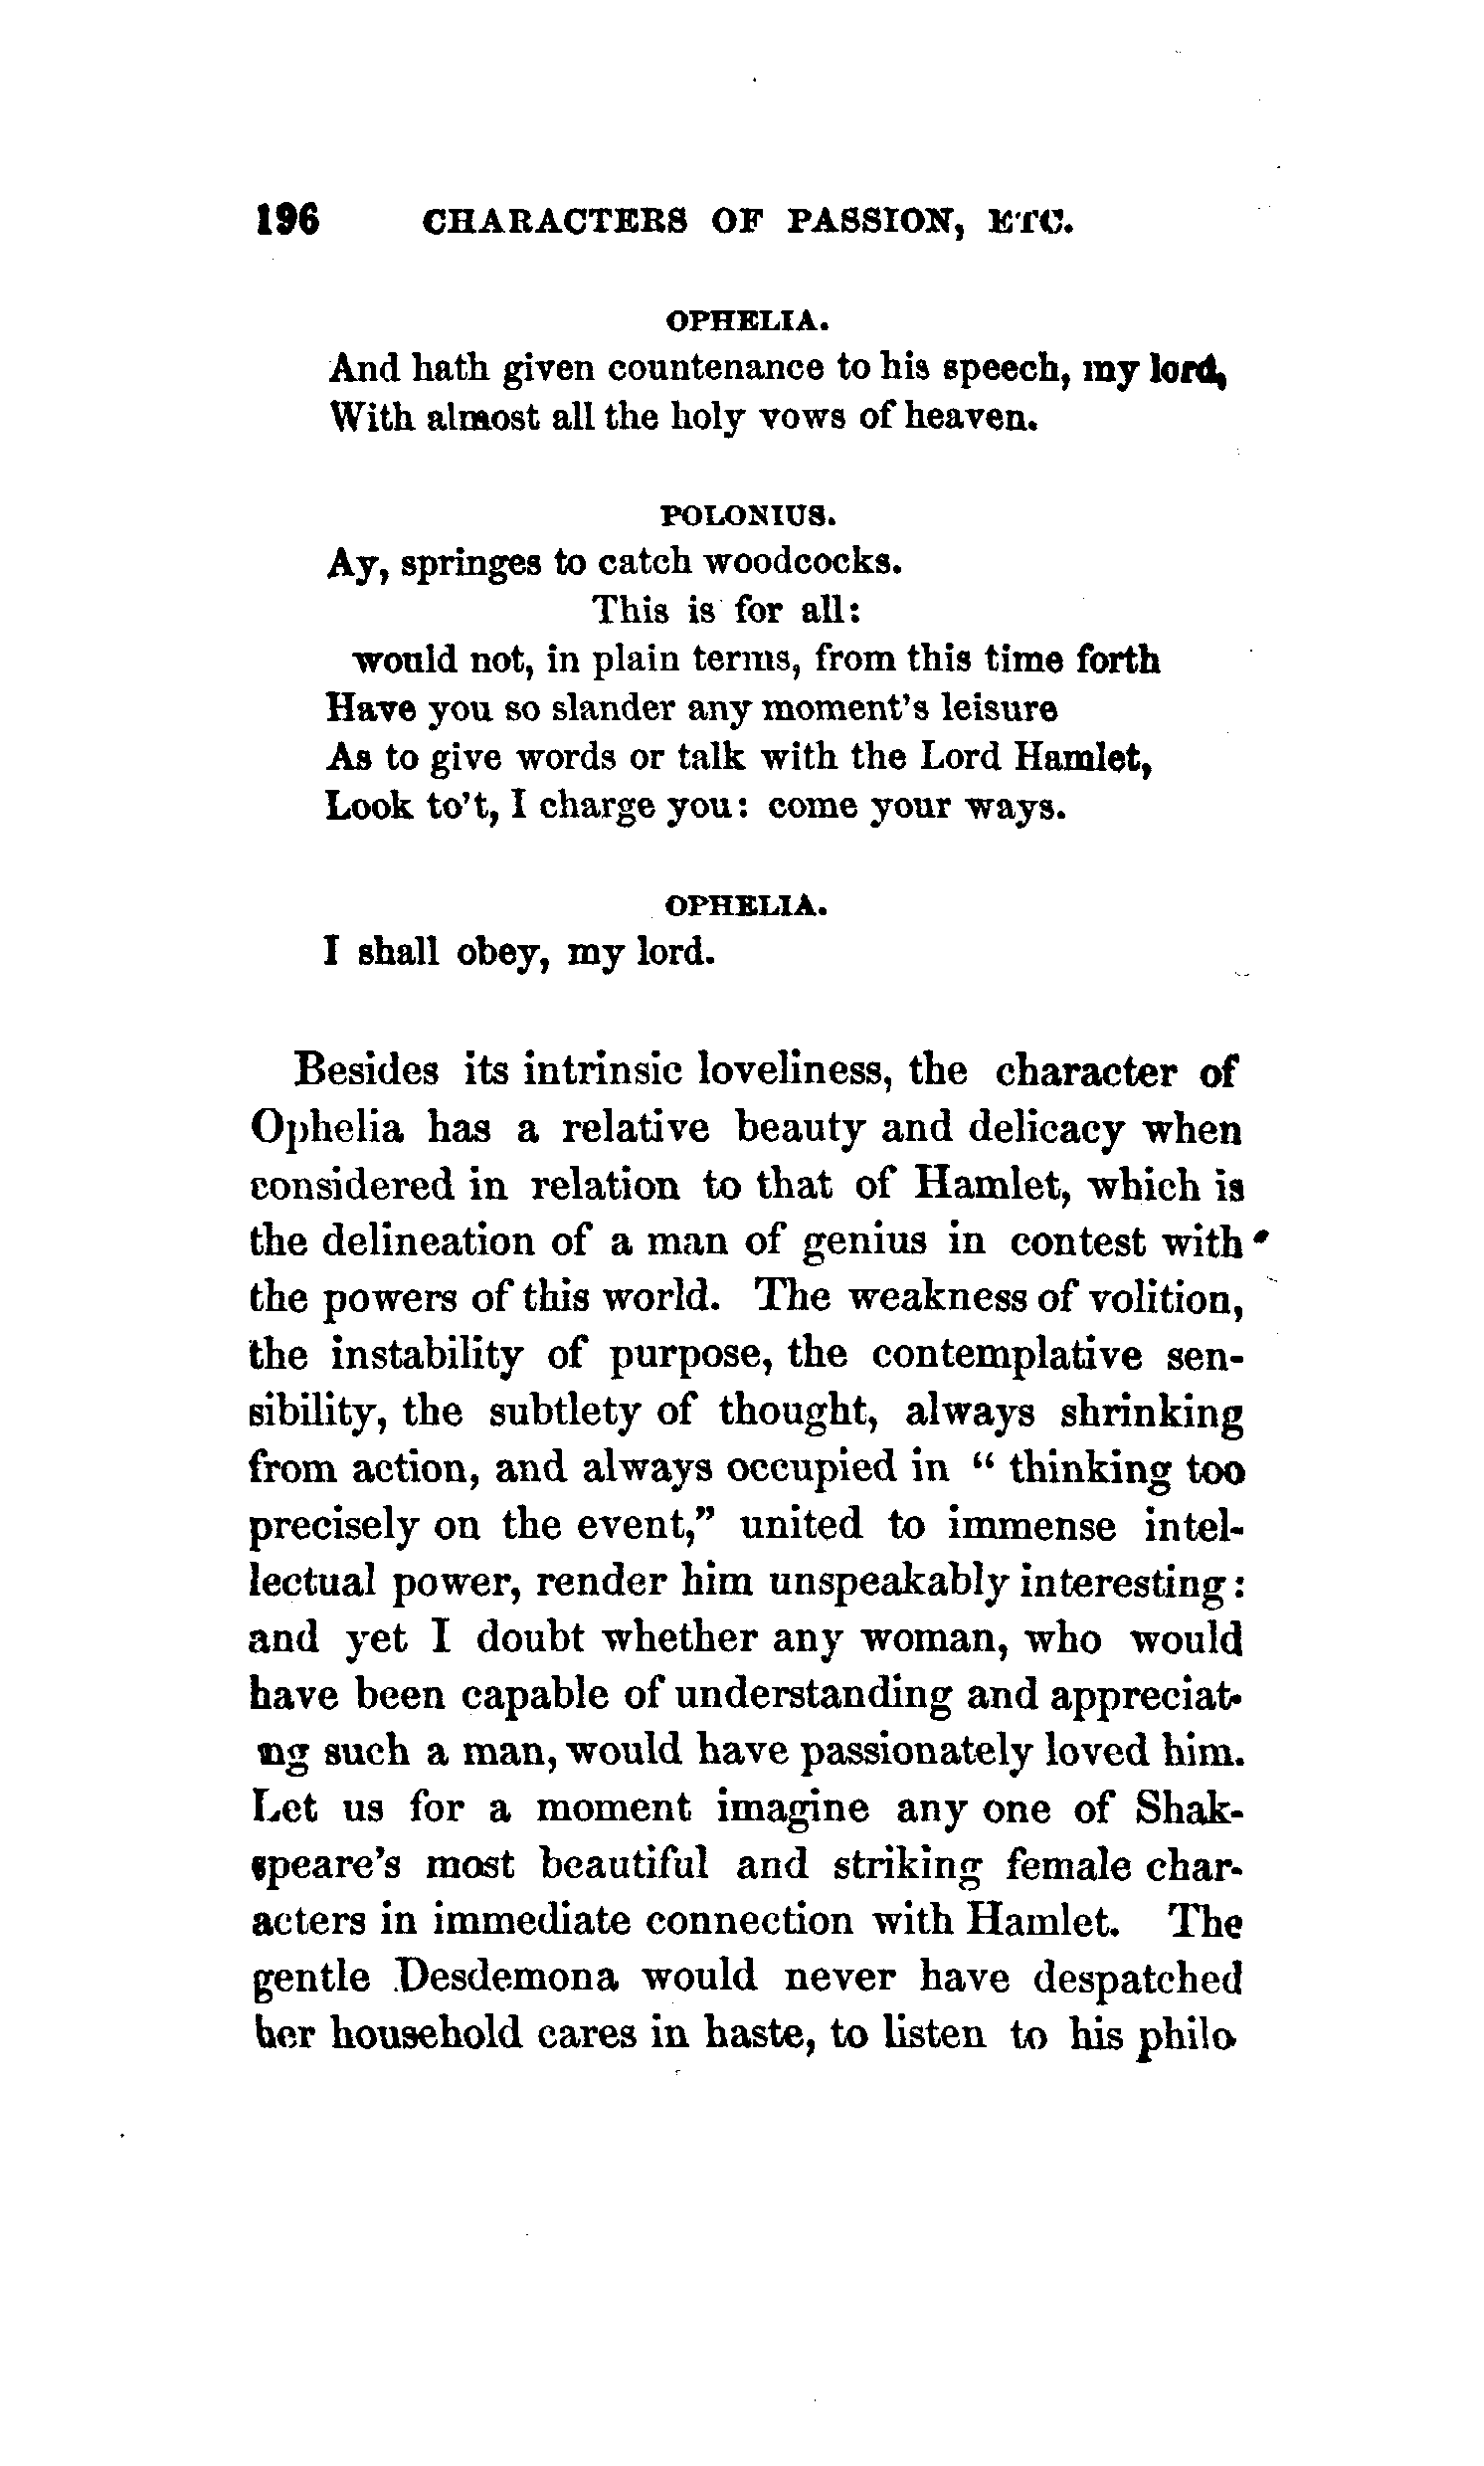 196 CHARACTERS OF PASSION, ETC.
OPHELIA.
And hath given countenance to his speech, my lord,
With almost all the holy vows of heaven.
POLONIUS.
Ay, springes to catch woodcocks.
This is for all:
would not, in plain terms, from this time forth
Have you so slander any moment's leisure
As to give words or talk with the Lord Hamlet,
Look to't, I charge you: come your ways.
OPHELIA.
I shall obey, my lord.
Besides its intrinsic loveliness, the character of
Ophelia has a relative beauty and delicacy when
considered in relation to that of Hamlet, which is
the delineation of a man of genius in contest with
the powers of this world. The weakness of volition,
the instability of purpose, the contemplative sen-
sibility, the subtlety of thought, always shrinking
from action, and always occupied in " thinking too
precisely on the event," united to immense intel-
lectual power, render him unspeakably interesting:
and yet I doubt whether any woman, who would
have been capable of understanding and appreciat-
ing such a man, would have passionately loved him.
Let us for a moment imagine any one of Shak-
speare's most beautiful and striking female char-
acters in immediate connection with Hamlet. The
gentle Desdemona would never have despatched
her household cares in haste, to listen to his philo